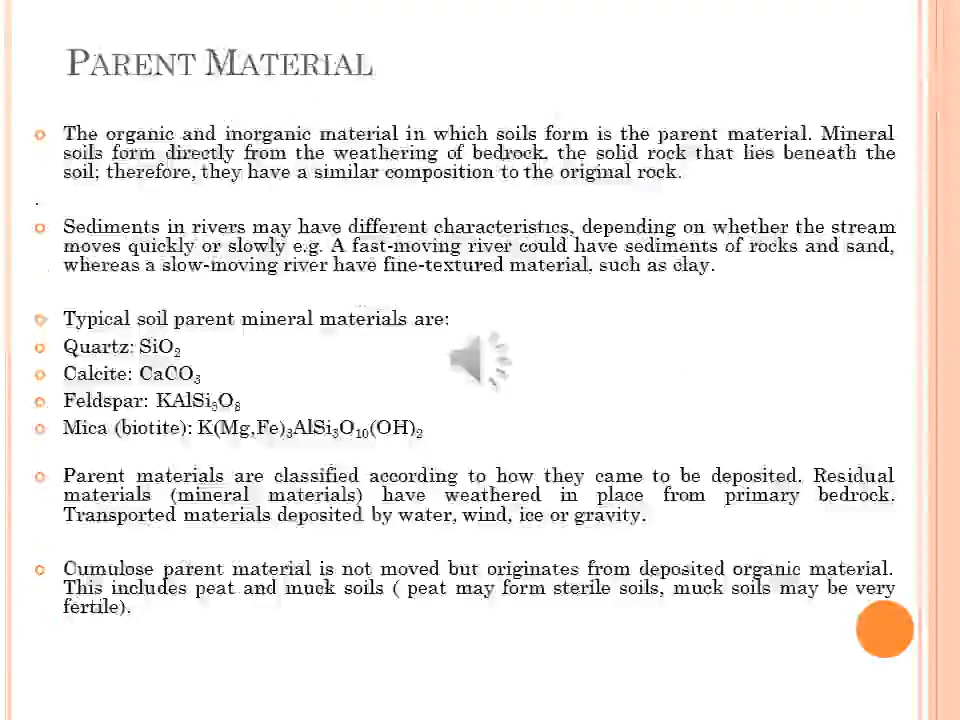 PARENT MATERIAL
The organic and inorganic material in which soils form is the parent material. Mineral
soils form directly from the weathering of bedrock, the solid rock that lies beneath the
soil; therefore, they have a similar composition to the original rock.
.
Sediments in rivers may have different characteristics, depending on whether the stream
moves quickly or slowly e.g. A fast-moving river could have sediments of rocks and sand,
whereas a slow-moving river have fine-textured material, such as clay.
Typical soil parent mineral materials are:
Quartz: SiO₂
Calcite: CaCO₃
Feldspar: KAlSi₃O₈
Mica (biotite): K(Mg,Fe)₃AlSi₃O₁₀(OH)₂
Parent materials are classified according to how they came to be deposited. Residual
materials (mineral materials) have weathered in place from primary bedrock.
Transported materials deposited by water, wind, ice or gravity.
Cumulose parent material is not moved but originates from deposited organic material.
This includes peat and muck soils ( peat may form sterile soils, muck soils may be very
fertile).